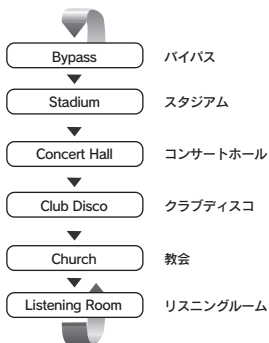 Bypass バイパス
Stadium スタジアム
Concert Hall コンサートホール
Club Disco クラブディスコ
Church 教会
Listening Room リスニングルーム